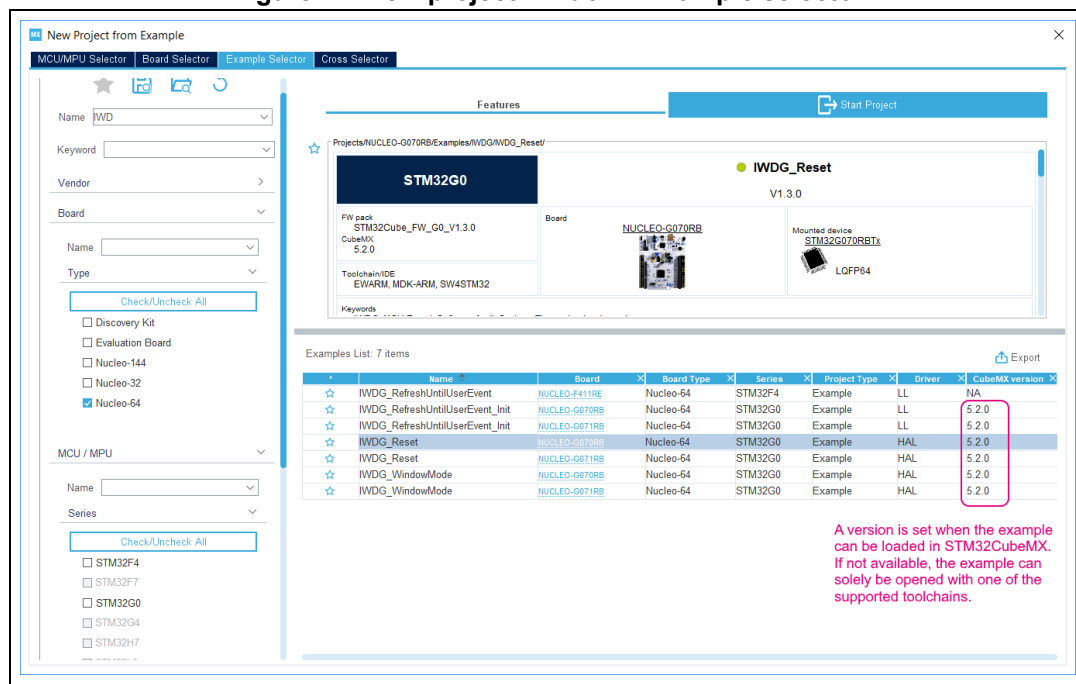 MX New Project from Example
MCU/MPU Selector Board Selector Example Selector Cross Selector
Name IWD
Keyword
Vendor
Board
Name
Type
Check/Uncheck All
Discovery Kit
Evaluation Board
Nucleo-144
Nucleo-32
Nucleo-64
MCU / MPU
Name
Series
Check/Uncheck All
STM32F4
STM32F7
STM32G0
STM32G4
STM32H7
Features
Start Project
Projects/NUCLEO-G070RB/Examples/IWDG/IWDG_Reset/
STM32G0
IWDG_Reset
V1.3.0
FW pack
STM32Cube_FW_G0_V1.3.0
CubeMX
5.2.0
Toolchain/IDE
EWARM, MDK-ARM, SW4STM32
Board
NUCLEO-G070RB
Mounted device
STM32G070RBTx
LQFP64
Keywords
Examples List: 7 items
Export
* Name Board Board Type Series Project Type Driver CubeMX version
IWDG_RefreshUntilUserEvent NUCLEO-F411RE Nucleo-64 STM32F4 Example LL NA
IWDG_RefreshUntilUserEvent_Init NUCLEO-G070RB Nucleo-64 STM32G0 Example LL 5.2.0
IWDG_RefreshUntilUserEvent_Init NUCLEO-G071RB Nucleo-64 STM32G0 Example LL 5.2.0
IWDG_Reset NUCLEO-G070RB Nucleo-64 STM32G0 Example HAL 5.2.0
IWDG_Reset NUCLEO-G071RB Nucleo-64 STM32G0 Example HAL 5.2.0
IWDG_WindowMode NUCLEO-G070RB Nucleo-64 STM32G0 Example HAL 5.2.0
IWDG_WindowMode NUCLEO-G071RB Nucleo-64 STM32G0 Example HAL 5.2.0
A version is set when the example
can be loaded in STM32CubeMX.
If not available, the example can
solely be opened with one of the
supported toolchains.